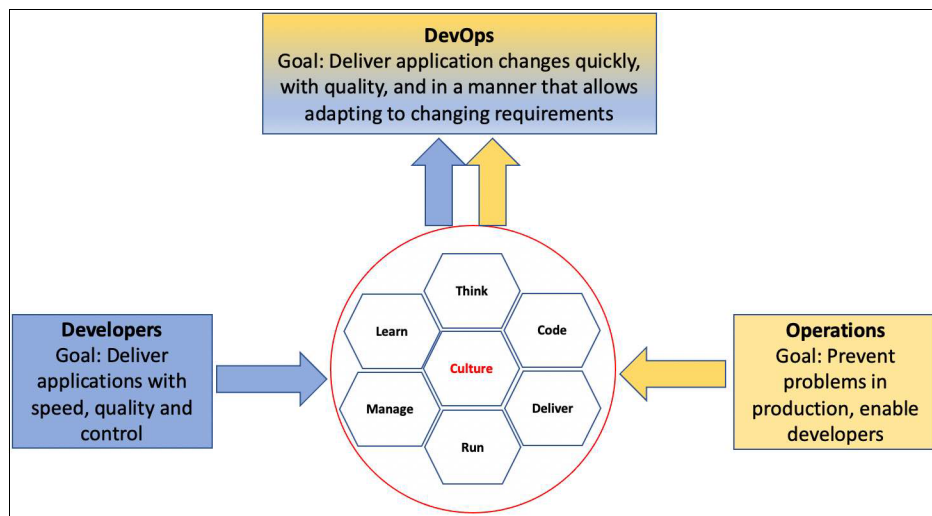 DevOps
Goal: Deliver application changes quickly,
with quality, and in a manner that allows
adapting to changing requirements
Think
Learn
Code
Culture
Manage
Deliver
Run
Developers
Goal: Deliver
applications with
speed, quality and
control
Operations
Goal: Prevent
problems in
production, enable
developers